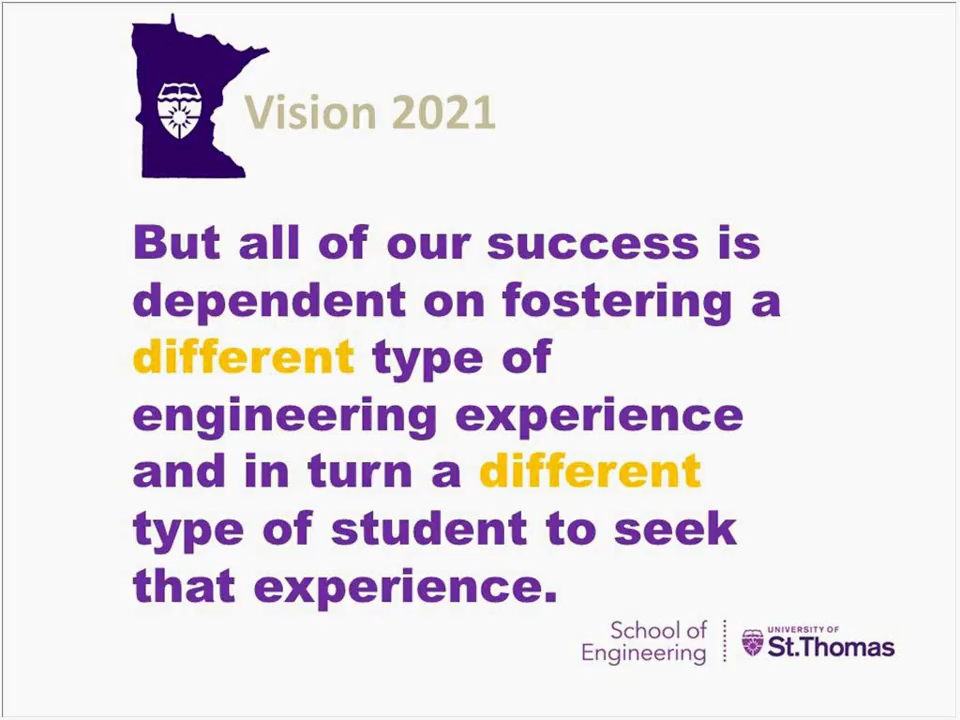 Vision 2021
But all of our success is
dependent on fostering a
different type of
engineering experience
and in turn a different
type of student to seek
that experience.
School of
Engineering
UNIVERSITY OF
St.Thomas